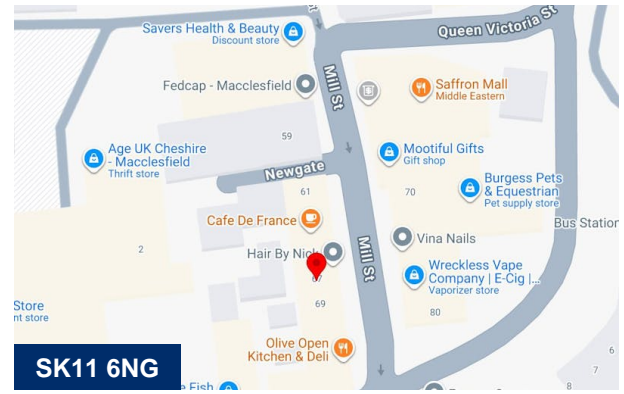 Savers Health & Beauty
Discount store
Queen Victoria St
Mill St
Fedcap - Macclesfield
Saffron Mall
Middle Eastern
59
Age UK Cheshire
- Macclesfield
Thrift store
Mootiful Gifts
Gift shop
Newgate
61
70
Burgess Pets
& Equestrian
Pet supply store
Cafe De France
Bus Station
2
Hair By Nick
Mill St
Vina Nails
67
Wreckless Vape
Company | E-Cig |...
Vaporizer store
Store
nt store
69
80
Olive Open
Kitchen & Deli
6
SK11 6NG
e Fish
8
7